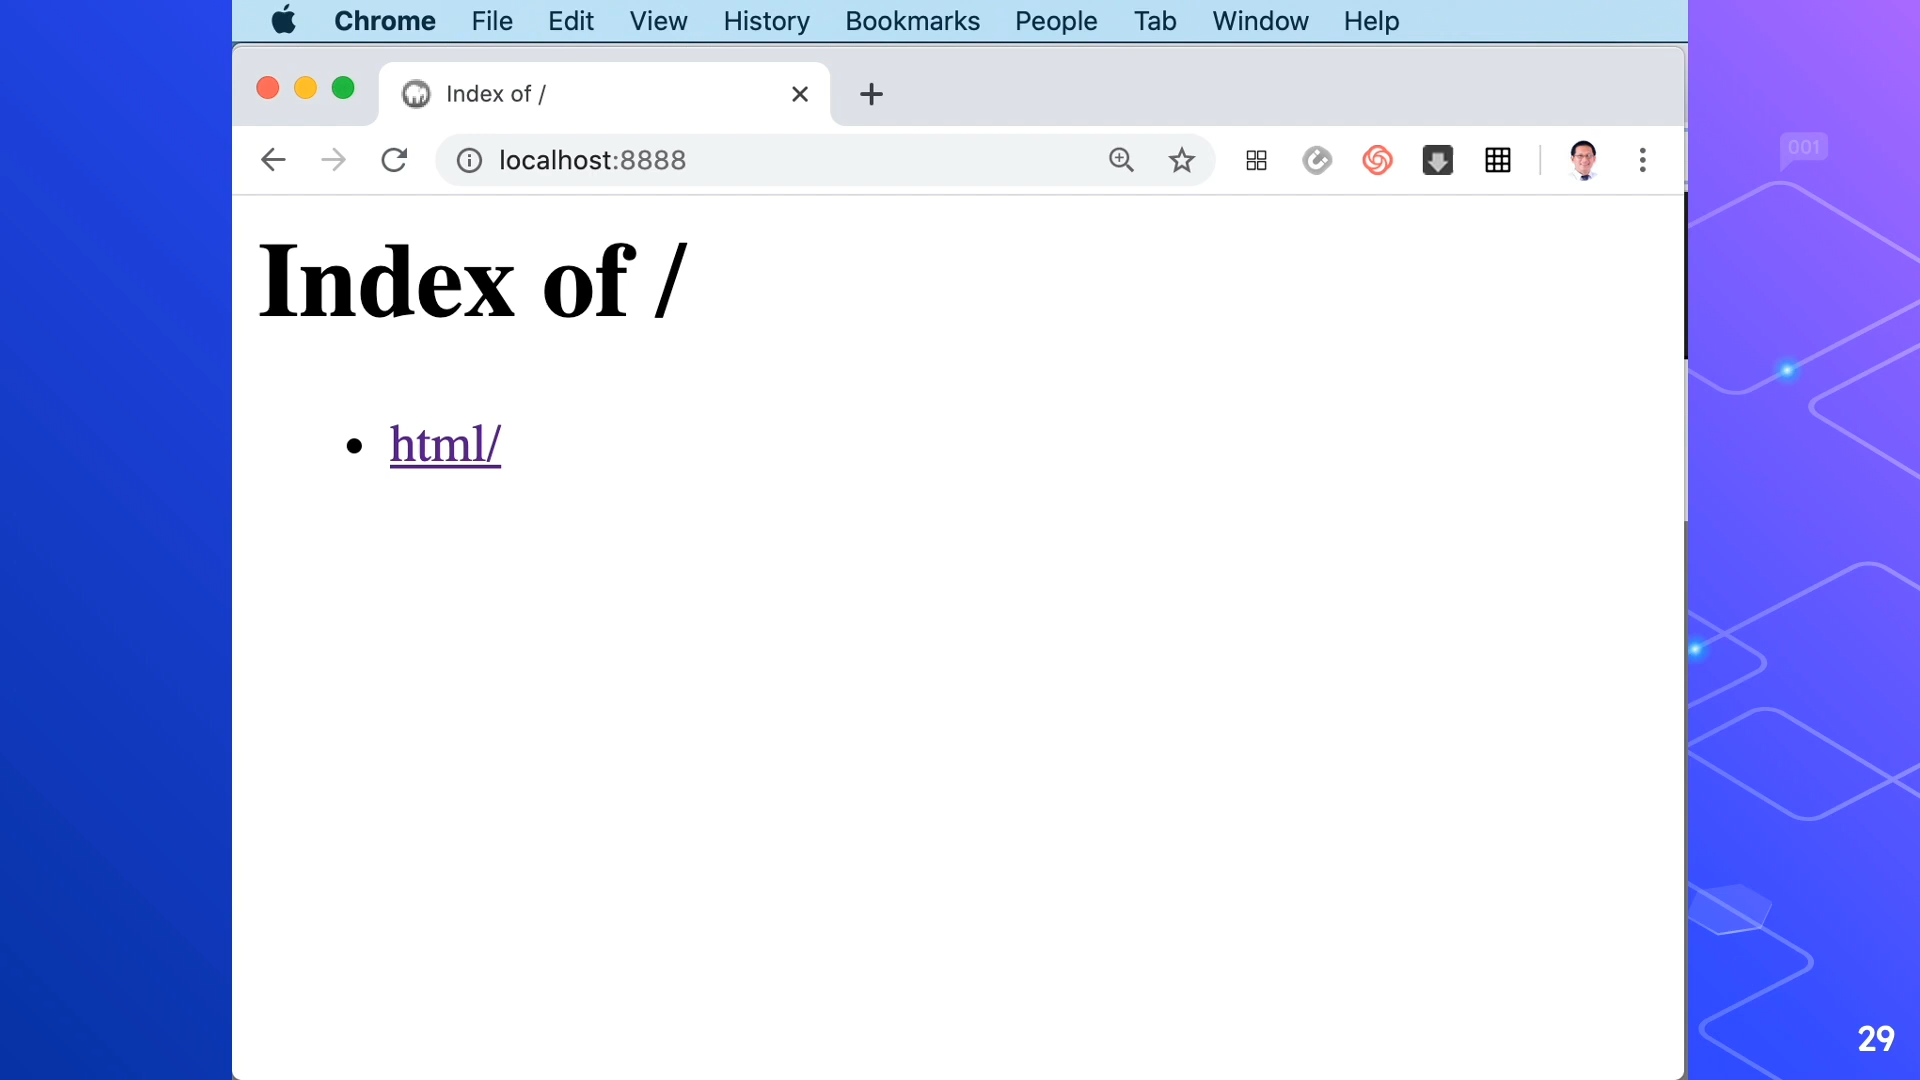 Chrome File Edit View History Bookmarks People Tab Window Help
Index of /
localhost:8888
001
Index of /
html/
29